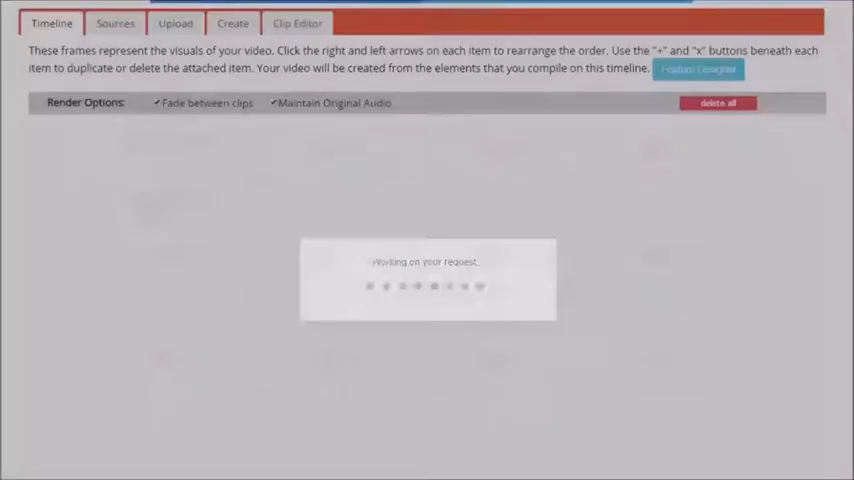 Timeline Sources Upload Create Clip Editor
These frames represent the visuals of your video. Click the right and left arrows on each item to rearrange the order. Use the "+" and "x" buttons beneath each
item to duplicate or delete the attached item. Your video will be created from the elements that you compile on this timeline. Feature Designer
Render Options: ✔Fade between clips ✔Maintain Original Audio delete all
Working on your request